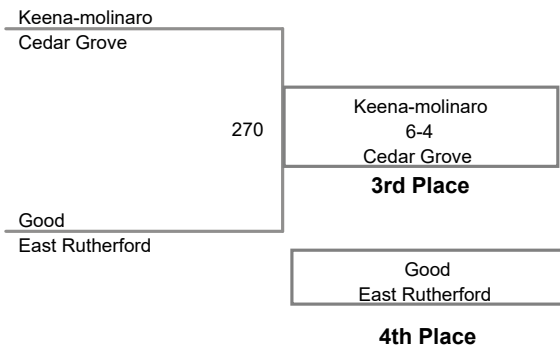 Keena-molinaro
Cedar Grove
270
Keena-molinaro
6-4
Cedar Grove
3rd Place
Good
East Rutherford
Good
East Rutherford
4th Place